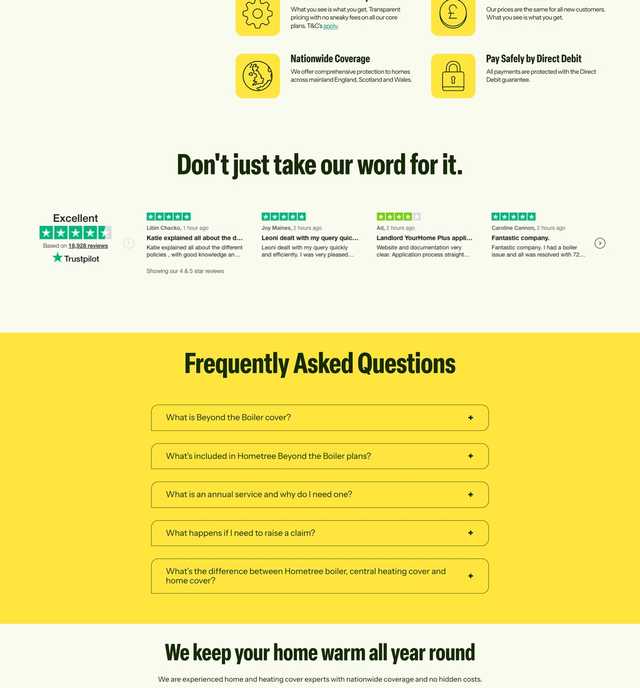 What you see is what you get. Transparent
pricing with no sneaky fees on all our core
plans. T&C's apply.
Our prices are the same for all new customers.
What you see is what you get.
Nationwide Coverage
We offer comprehensive protection to homes
across mainland England, Scotland and Wales.
Pay Safely by Direct Debit
All payments are protected with the Direct
Debit guarantee.
Don't just take our word for it.
Excellent
Based on 18,928 reviews
Trustpilot
Libin Chacko, 1 hour ago
Katie explained all about the d...
Katie explained all about the different
policies , with good knowledge an...
Joy Maines, 2 hours ago
Leoni dealt with my query quic...
Leoni dealt with my query quickly
and efficiently. I was very pleased...
Ad, 2 hours ago
Landlord YourHome Plus appli...
Website and documentation very
clear. Application process straight...
Caroline Cannon, 2 hours ago
Fantastic company.
Fantastic company. I had a boiler
issue and all was resolved with 72...
Showing our 4 & 5 star reviews
Frequently Asked Questions
What is Beyond the Boiler cover?
What's included in Hometree Beyond the Boiler plans?
What is an annual service and why do I need one?
What happens if I need to raise a claim?
What's the difference between Hometree boiler, central heating cover and
home cover?
We keep your home warm all year round
We are experienced home and heating cover experts with nationwide coverage and no hidden costs.